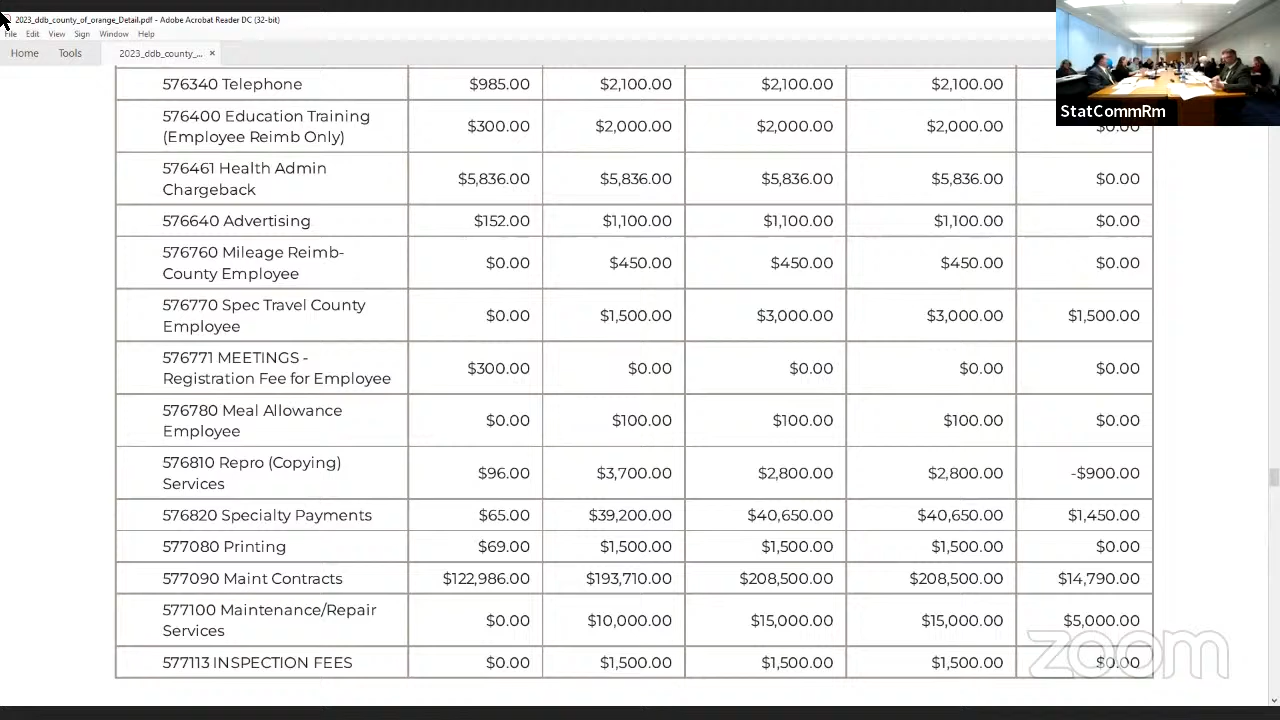 2023_ddb_county_of_orange_Detail.pdf - Adobe Acrobat Reader DC (32-bit)
File Edit View Sign Window Help
Home Tools 2023_ddb_county_... ×
StatCommRm
576340 Telephone $985.00 $2,100.00 $2,100.00 $2,100.00
576400 Education Training
(Employee Reimb Only) $300.00 $2,000.00 $2,000.00 $2,000.00 $0.00
576461 Health Admin
Chargeback $5,836.00 $5,836.00 $5,836.00 $5,836.00 $0.00
576640 Advertising $152.00 $1,100.00 $1,100.00 $1,100.00 $0.00
576760 Mileage Reimb-
County Employee $0.00 $450.00 $450.00 $450.00 $0.00
576770 Spec Travel County
Employee $0.00 $1,500.00 $3,000.00 $3,000.00 $1,500.00
576771 MEETINGS -
Registration Fee for Employee $300.00 $0.00 $0.00 $0.00 $0.00
576780 Meal Allowance
Employee $0.00 $100.00 $100.00 $100.00 $0.00
576810 Repro (Copying)
Services $96.00 $3,700.00 $2,800.00 $2,800.00 -$900.00
576820 Specialty Payments $65.00 $39,200.00 $40,650.00 $40,650.00 $1,450.00
577080 Printing $69.00 $1,500.00 $1,500.00 $1,500.00 $0.00
577090 Maint Contracts $122,986.00 $193,710.00 $208,500.00 $208,500.00 $14,790.00
577100 Maintenance/Repair
Services $0.00 $10,000.00 $15,000.00 $15,000.00 $5,000.00
577113 INSPECTION FEES $0.00 $1,500.00 $1,500.00 $1,500.00 $0.00
zoom